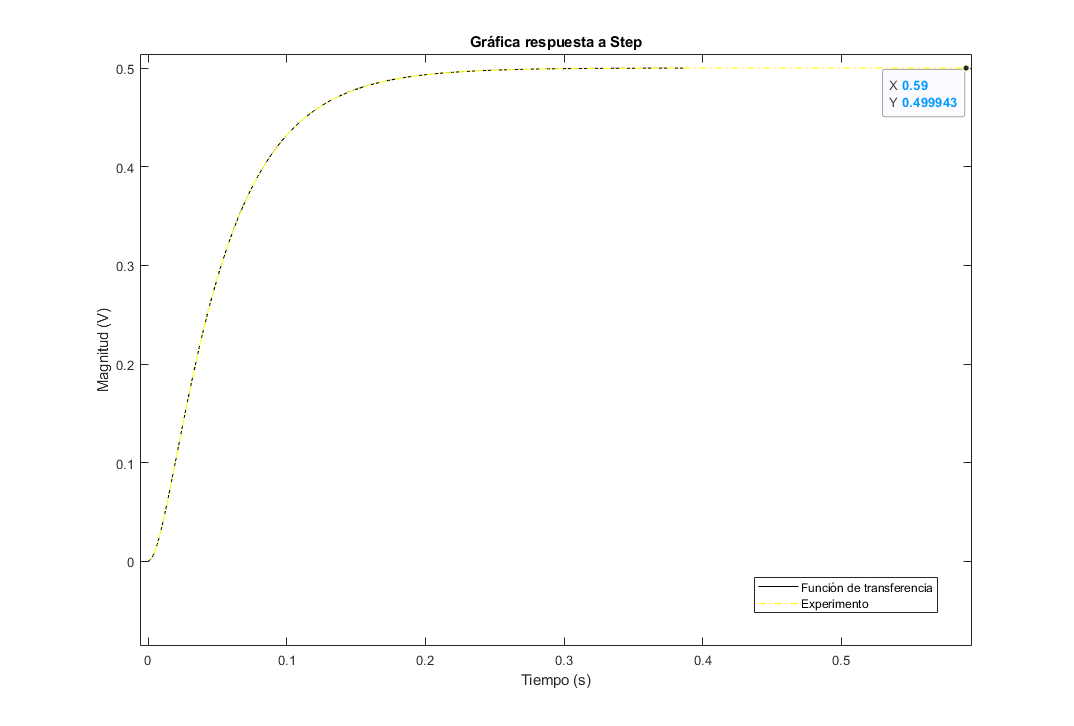 Gráfica respuesta a Step
0.5
0.4
0.3
0.2
0.1
0
Magnitud (V)
X 0.59
Y 0.499943
Función de transferencia
Experimento
0
0.1
0.2
0.3
0.4
0.5
Tiempo (s)